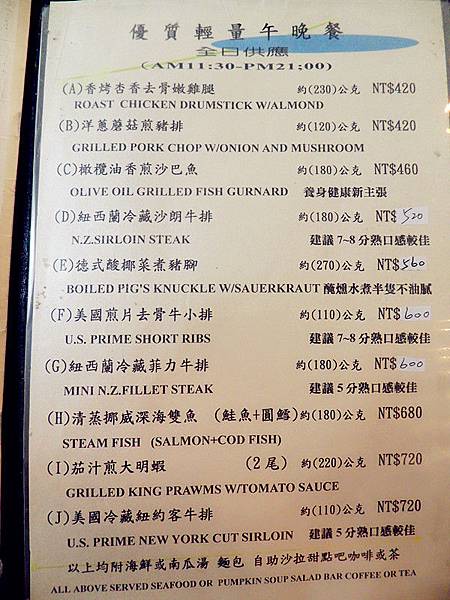 優質輕量午晚餐
全日供應
(AM11:30-PM21;00)
(A)香烤杏香去骨嫩雞腿 約(230)公克 NT$420
ROAST CHICKEN DRUMSTICK W/ALMOND
(B)洋蔥蘑菇煎豬排 約(120)公克 NT$420
GRILLED PORK CHOP W/ONION AND MUSHROOM
(C)橄欖油香煎沙巴魚 約(180)公克 NT$460
OLIVE OIL GRILLED FISH GURNARD 養身健康新主張
(D)紐西蘭冷藏沙朗牛排 約(180)公克 NT$520
N.Z.SIRLOIN STEAK 建議7~8分熟口感較佳
(E)德式酸椰菜煮豬腳 約(270)公克 NT$560
BOILED PIG'S KNUCKLE W/SAUERKRAUT 醃燻水煮半隻不油膩
(F)美國煎片去骨牛小排 約(110)公克 NT$600
U.S. PRIME SHORT RIBS 建議7~8分熟口感較佳
(G)紐西蘭冷藏菲力牛排 約(180)公克 NT$600
MINI N.Z.FILLET STEAK 建議5分熟口感較佳
(H)清蒸挪威深海雙魚 (鮭魚+圓鱈)約(180)公克 NT$680
STEAM FISH (SALMON+COD FISH)
(I)茄汁煎大明蝦 (2尾) 約(220)公克 NT$720
GRILLED KING PRAWMS W/TOMATO SAUCE
(J)美國冷藏紐約客牛排 約(110)公克 NT$720
U.S. PRIME NEW YORK CUT SIRLOIN 建議5分熟口感較佳
以上均附海鮮或南瓜湯 麵包 自助沙拉甜點吧咖啡或茶
ALL ABOVE SERVED SEAFOOD OR PUMPKIN SOUP SALAD BAR COFFEE OR TEA